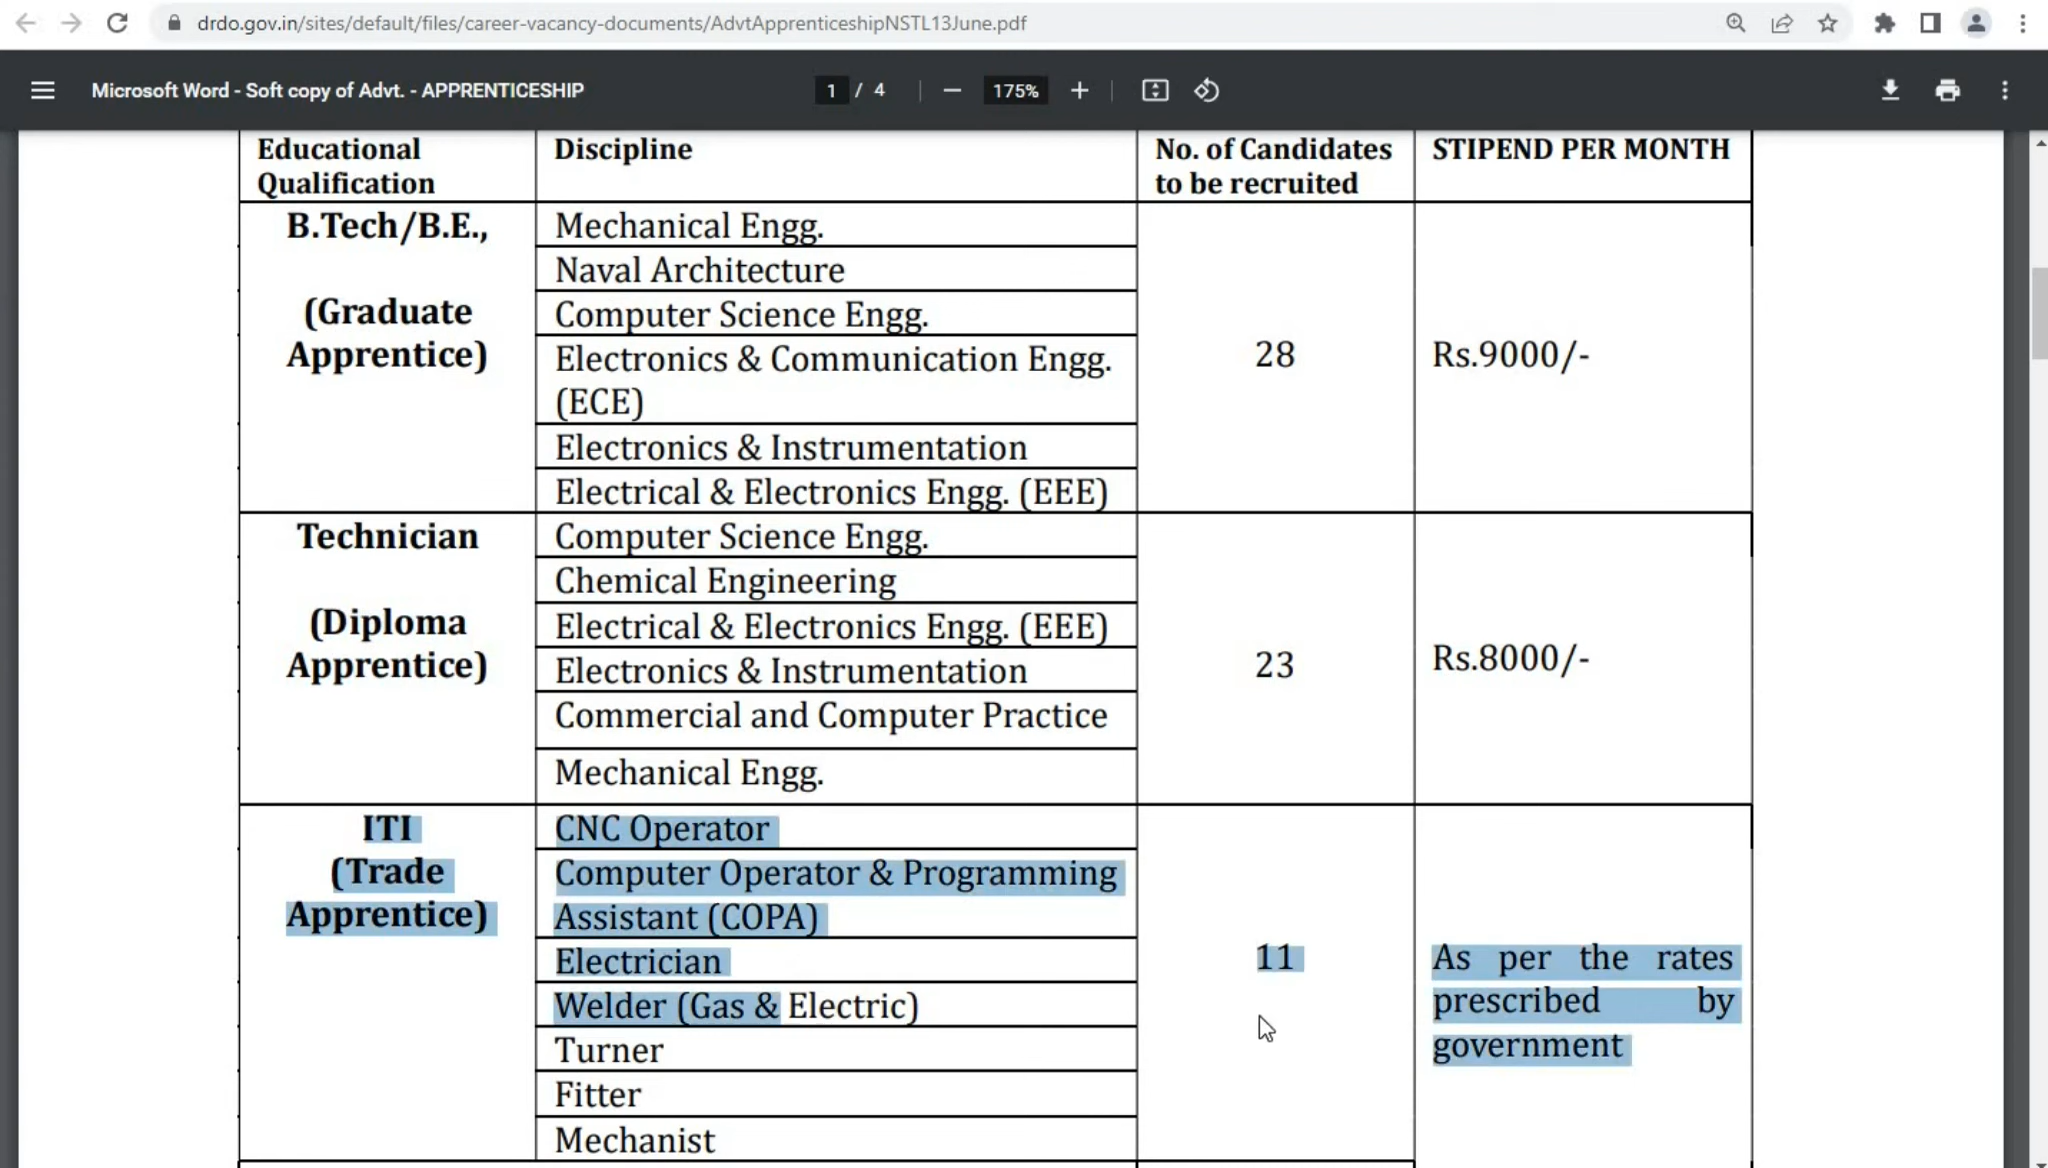 drdo.gov.in/sites/default/files/career-vacancy-documents/AdvtApprenticeshipNSTL13June.pdf
Microsoft Word - Soft copy of Advt. - APPRENTICESHIP
1 / 4
175%
Educational
Qualification
Discipline
No. of Candidates
to be recruited
STIPEND PER MONTH
B.Tech/B.E.,
(Graduate
Apprentice)
Mechanical Engg.
Naval Architecture
Computer Science Engg.
Electronics & Communication Engg.
(ECE)
Electronics & Instrumentation
Electrical & Electronics Engg. (EEE)
28
Rs.9000/-
Technician
(Diploma
Apprentice)
Computer Science Engg.
Chemical Engineering
Electrical & Electronics Engg. (EEE)
Electronics & Instrumentation
Commercial and Computer Practice
Mechanical Engg.
23
Rs.8000/-
ITI
(Trade
Apprentice)
CNC Operator
Computer Operator & Programming
Assistant (COPA)
Electrician
Welder (Gas & Electric)
Turner
Fitter
Mechanist
11
As per the rates
prescribed by
government